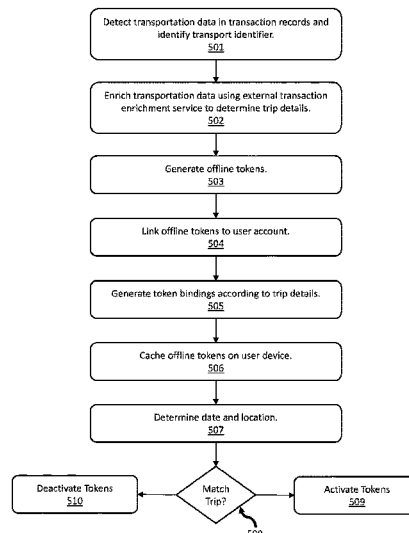 Detect transportation data in transaction records and
identify transport identifier.
501
Enrich transportation data using external transaction
enrichment service to determine trip details.
502
Generate offline tokens.
503
Link offline tokens to user account.
504
Generate token bindings according to trip details.
505
Cache offline tokens on user device.
506
Determine date and location.
507
Deactivate Tokens
510
Match
Trip?
Activate Tokens
509